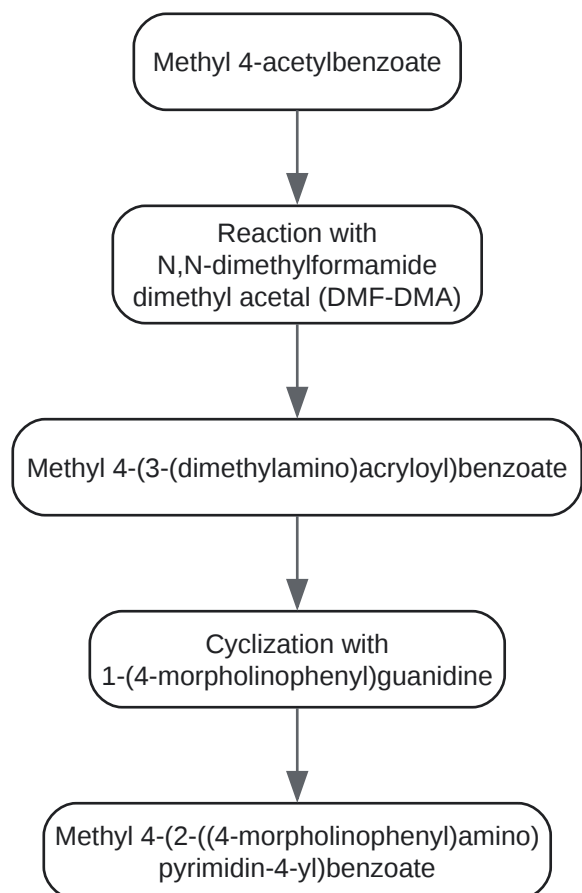 Methyl 4-acetylbenzoate
Reaction with
N,N-dimethylformamide
dimethyl acetal (DMF-DMA)
Methyl 4-(3-(dimethylamino)acryloyl)benzoate
Cyclization with
1-(4-morpholinophenyl)guanidine
Methyl 4-(2-((4-morpholinophenyl)amino)
pyrimidin-4-yl)benzoate